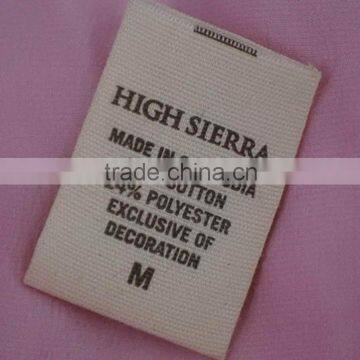 HIGH SIERRA
MADE IN
trade.china.com
COTTON
POLYESTER
EXCLUSIVE OF
DECORATION
M